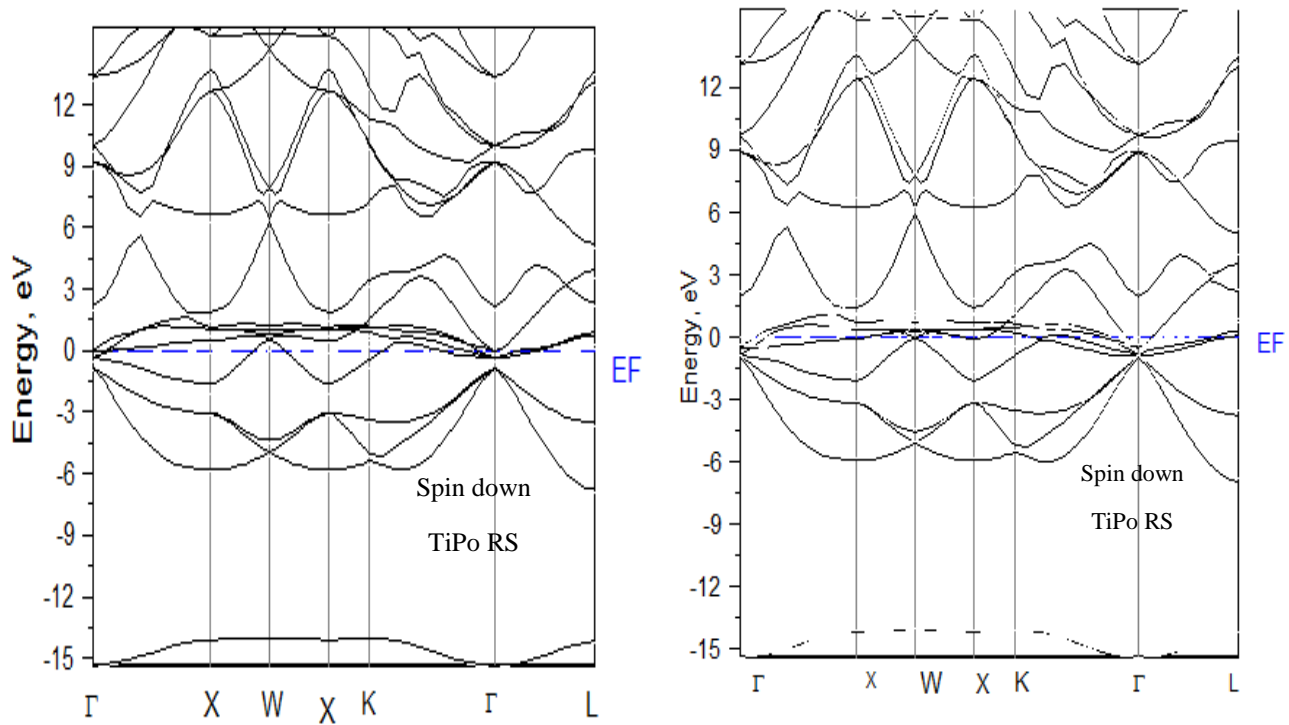 Energy, eV
12
9
6
3
0
-3
-6
-9
-12
-15
EF
Spin down
TiPo RS
Γ X W X K Γ L
Energy, eV
12
9
6
3
0
-3
-6
-9
-12
-15
EF
Spin down
TiPo RS
Γ X W X K Γ L